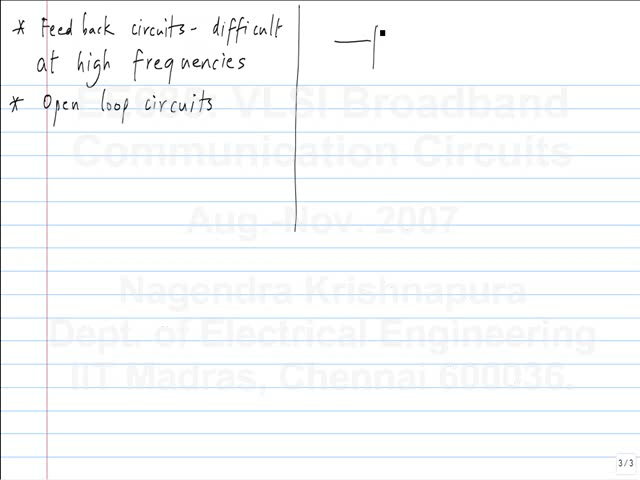 * Feedback circuits - difficult
at high frequencies
* Open loop circuits
EE685: VLSI Broadband
Communication Circuits
Aug.-Nov. 2007
Nagendra Krishnapura
Dept. of Electrical Engineering
IIT Madras, Chennai 600036.
3/3